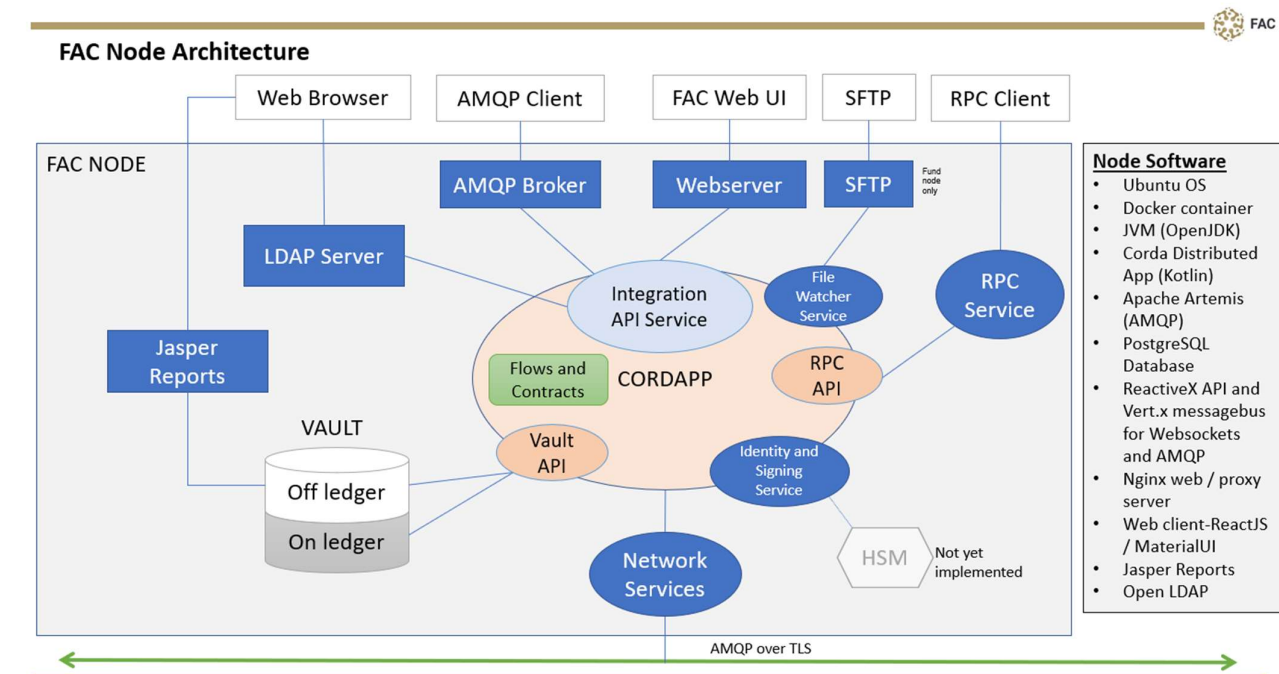 FAC
FAC Node Architecture
Web Browser
AMQP Client
FAC Web UI
SFTP
RPC Client
FAC NODE
AMQP Broker
Webserver
SFTP
Fund
node
only
LDAP Server
Integration
API Service
File
Watcher
Service
RPC
Service
Jasper
Reports
Flows and
Contracts
CORDAPP
RPC
API
VAULT
Vault
API
Identity and
Signing
Service
Off ledger
On ledger
Network
Services
HSM
Not yet
implemented
AMQP over TLS
Node Software
• Ubuntu OS
• Docker container
• JVM (OpenJDK)
• Corda Distributed
App (Kotlin)
• Apache Artemis
(AMQP)
• PostgreSQL
Database
• ReactiveX API and
Vert.x messagebus
for Websockets
and AMQP
• Nginx web / proxy
server
• Web client-ReactJS
/ MaterialUI
• Jasper Reports
• Open LDAP